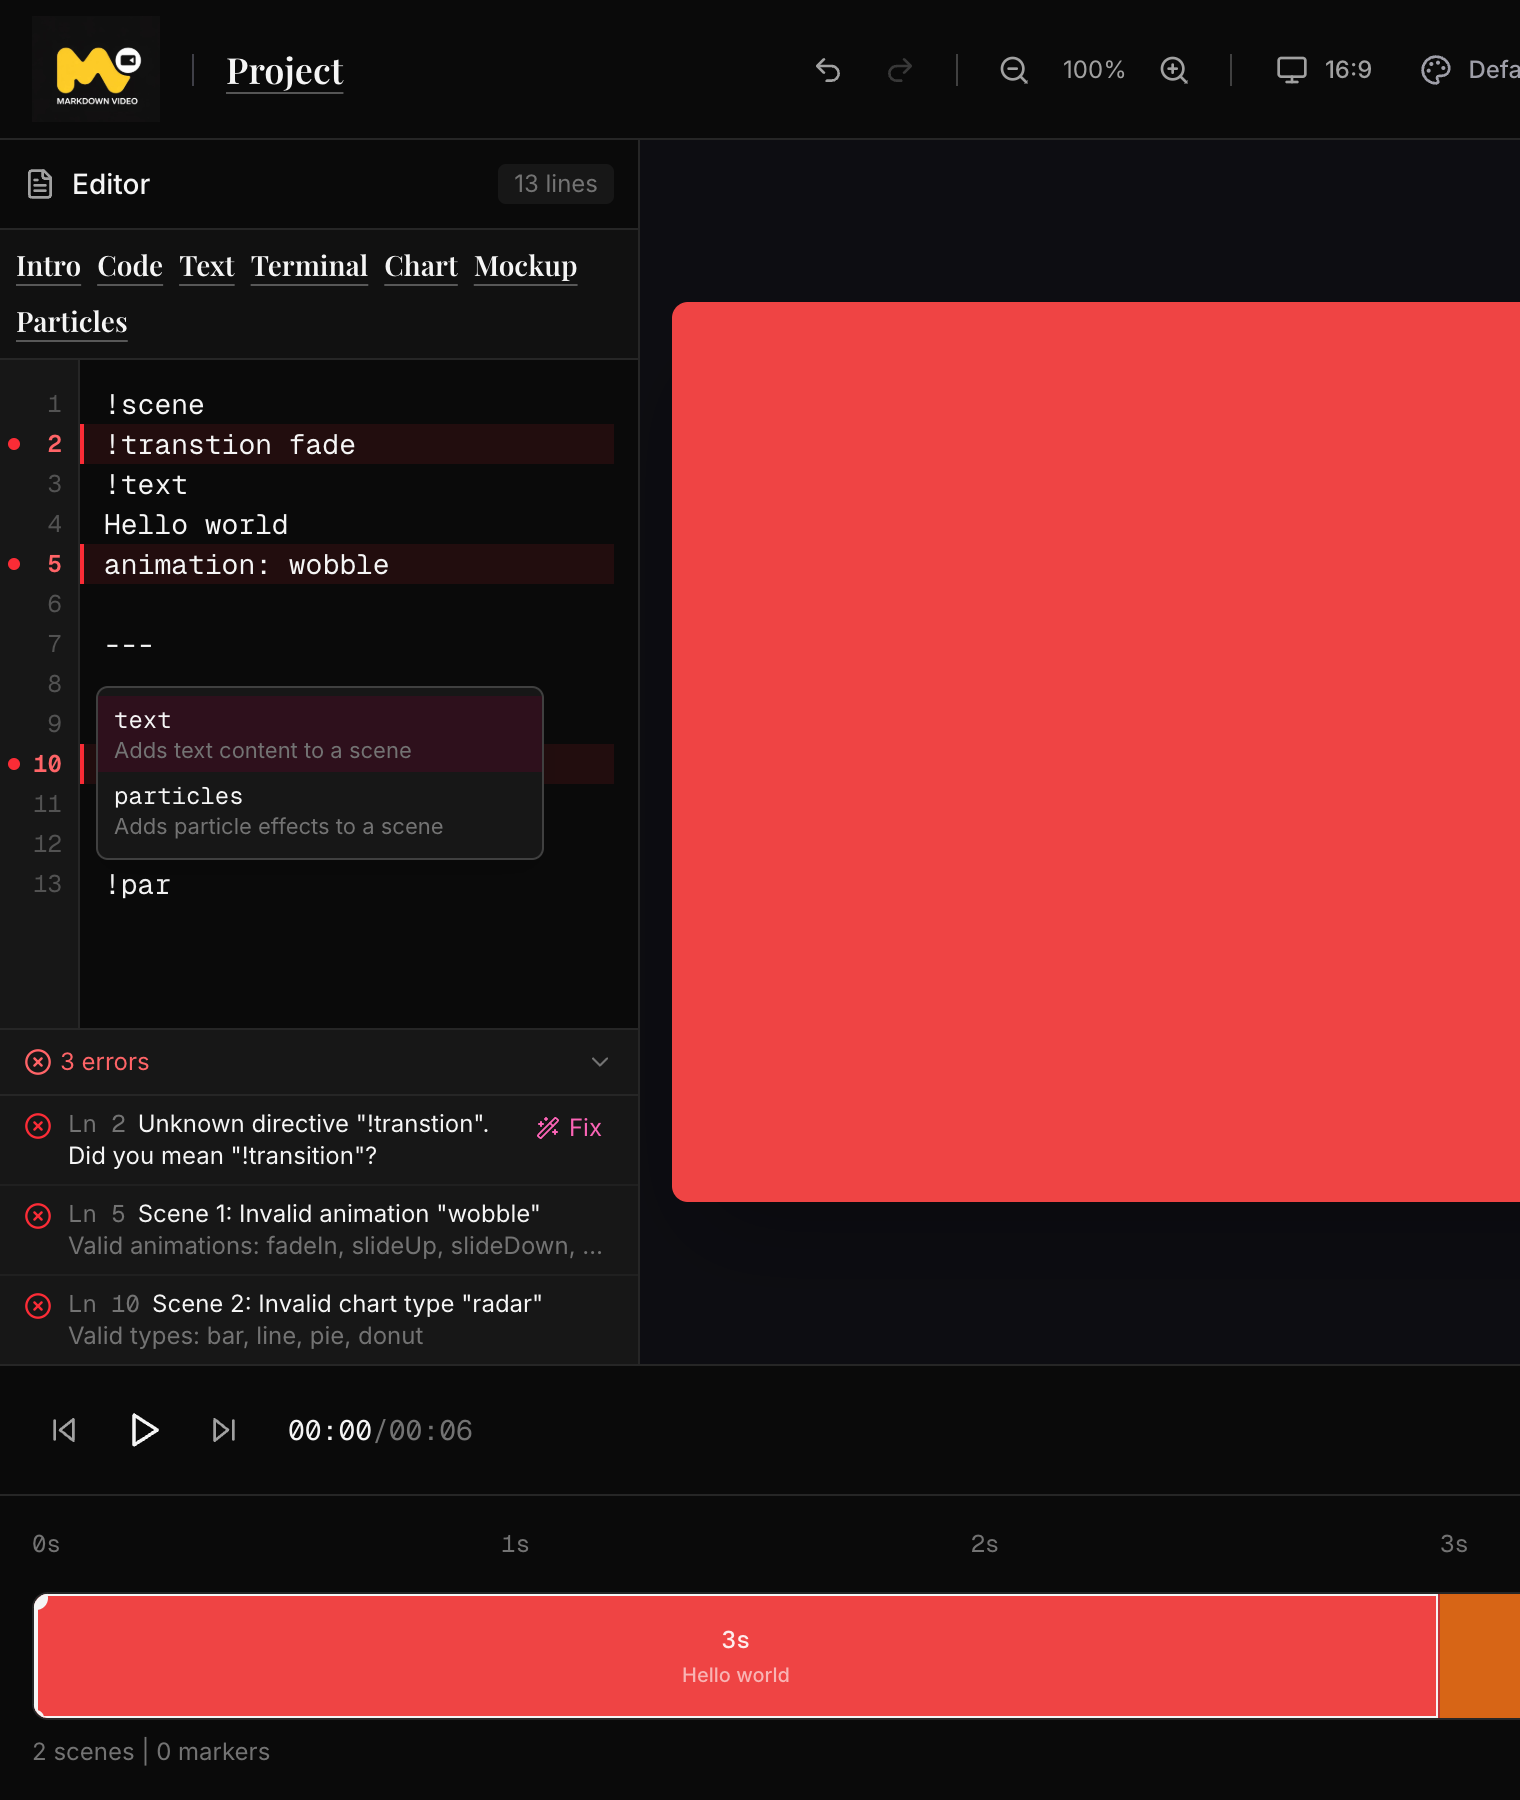 MARKDOWN VIDEO
Project
100%
16:9
Defa
Editor
13 lines
Intro Code Text Terminal Chart Mockup
Particles
1 !scene
2 !transtion fade
3 !text
4 Hello world
5 animation: wobble
6
7 ---
8
9
10
11
12
13 !par
text
Adds text content to a scene
particles
Adds particle effects to a scene
3 errors
Ln 2 Unknown directive "!transtion".
Did you mean "!transition"?
Fix
Ln 5 Scene 1: Invalid animation "wobble"
Valid animations: fadeIn, slideUp, slideDown, ...
Ln 10 Scene 2: Invalid chart type "radar"
Valid types: bar, line, pie, donut
00:00/00:06
0s 1s 2s 3s
3s
Hello world
2 scenes | 0 markers